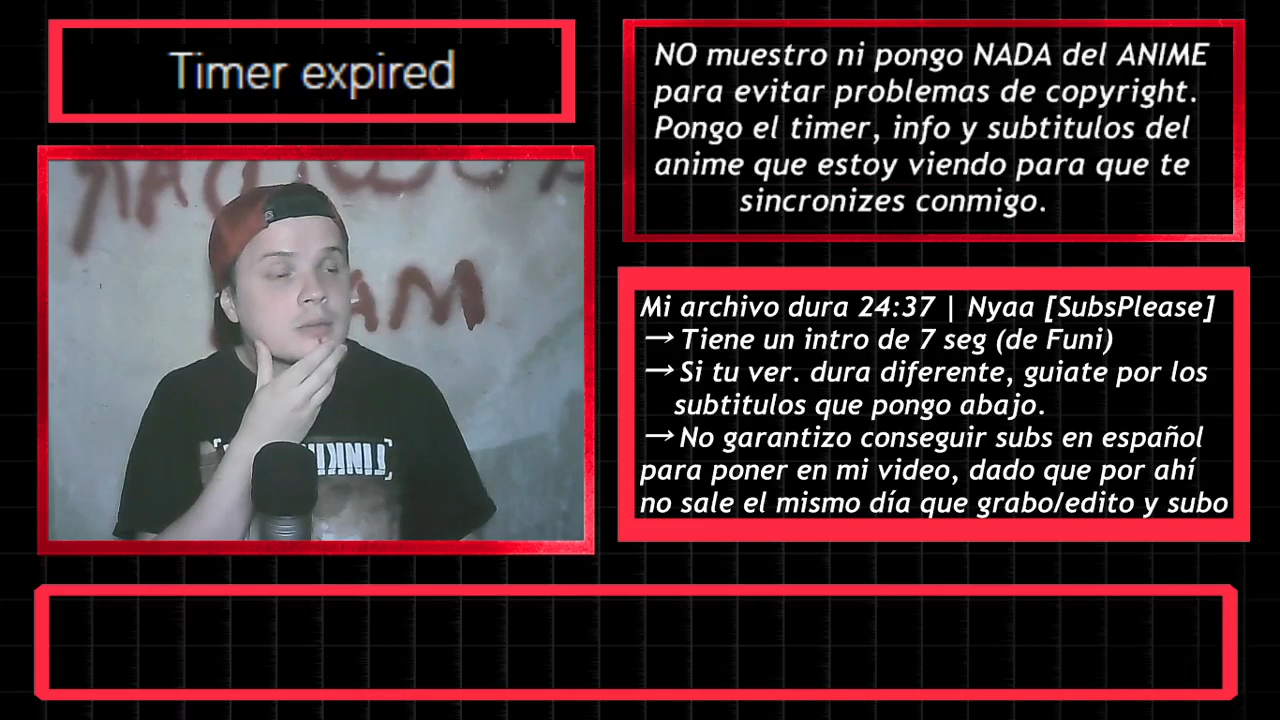 Timer expired
NO muestro ni pongo NADA del ANIME
para evitar problemas de copyright.
Pongo el timer, info y subtitulos del
anime que estoy viendo para que te
sincronizes conmigo.
Mi archivo dura 24:37 | Nyaa [SubsPlease]
→ Tiene un intro de 7 seg (de Funi)
→ Si tu ver. dura diferente, guiate por los
subtitulos que pongo abajo.
→ No garantizo conseguir subs en español
para poner en mi video, dado que por ahí
no sale el mismo día que grabo/edito y subo